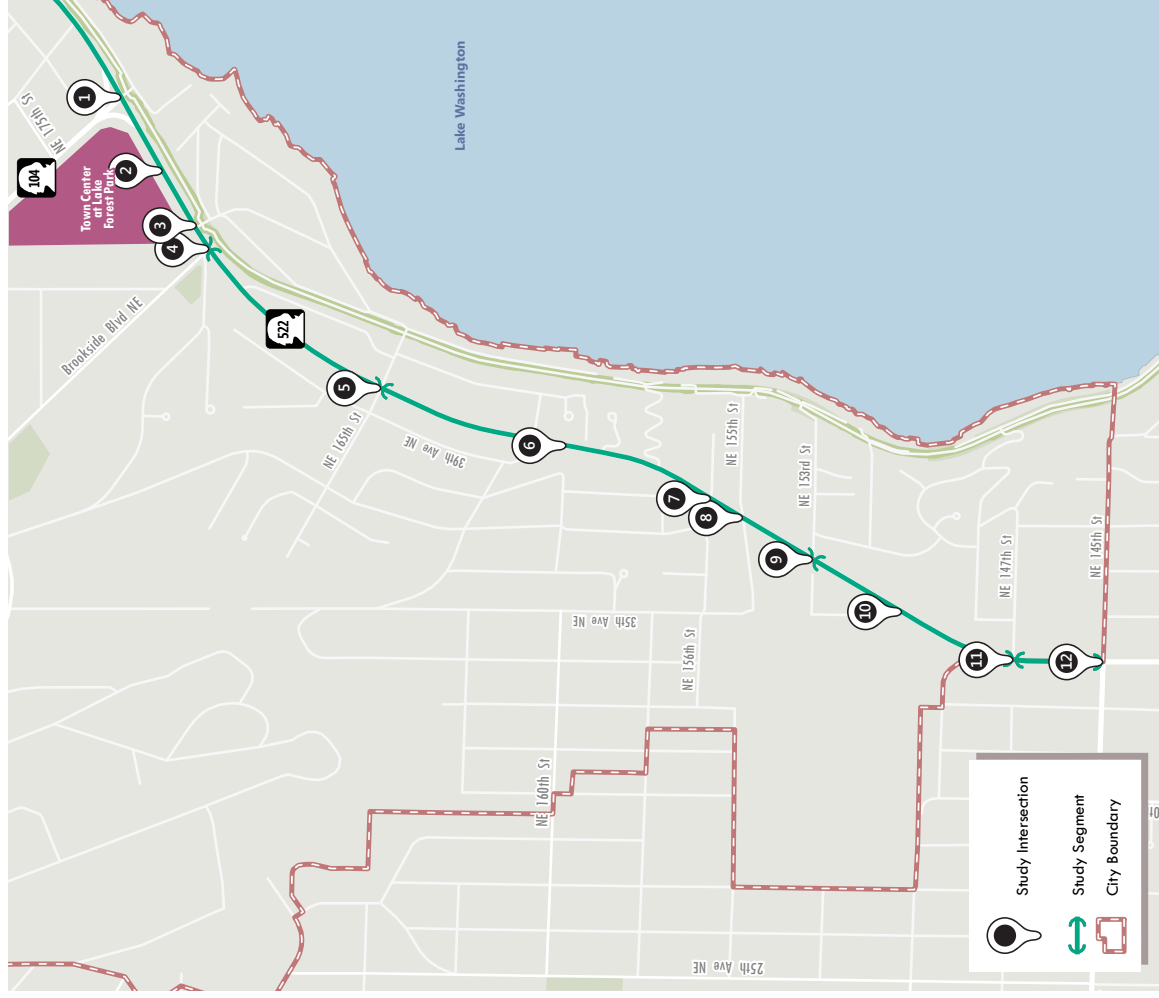 1
NE 175th St
104
2
Town Center
at Lake
Forest Park
3
4
Lake Washington
Brookside Blvd NE
522
5
NE 165th St
39th Ave NE
6
7
8
NE 155th St
NE 153rd St
9
10
35th Ave NE
NE 156th St
NE 147th St
NE 145th St
11
12
NE 160th St
25th Ave NE
Study Intersection
Study Segment
City Boundary